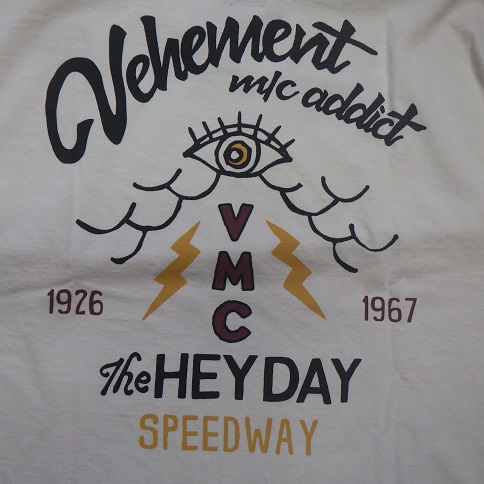 Vehement
m/c addict
V
M
C
1926
1967
The HEYDAY
SPEEDWAY